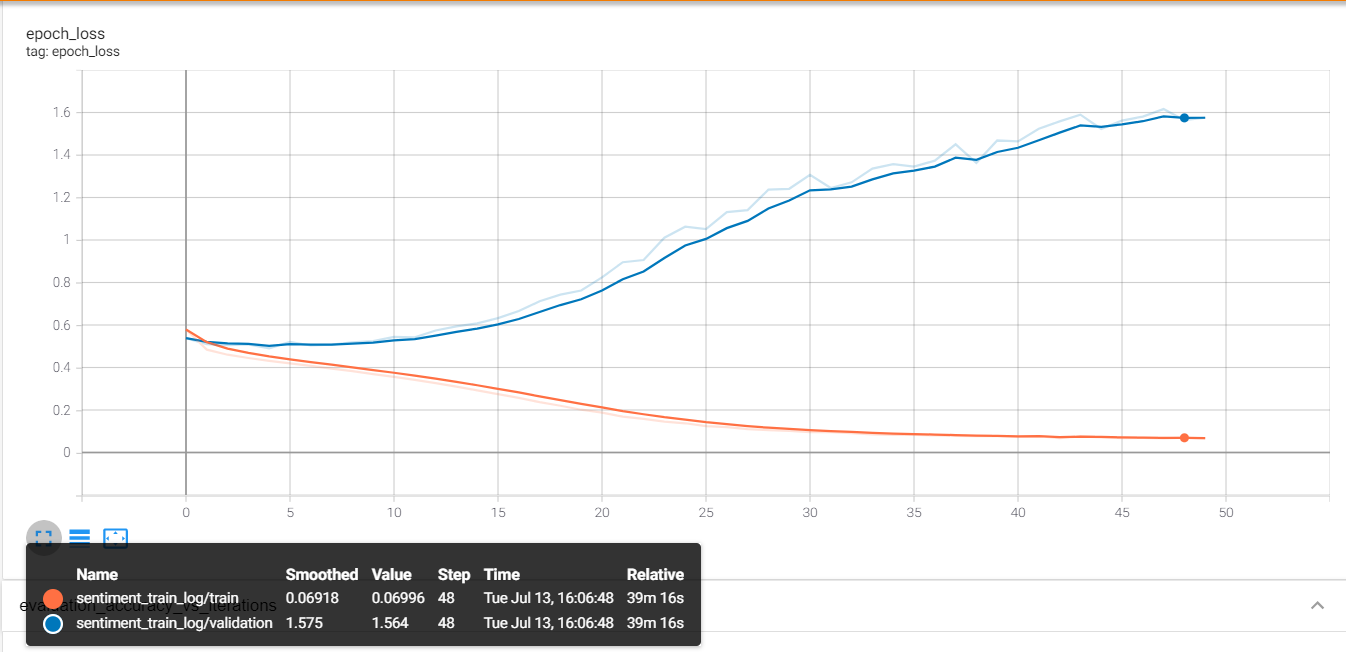 epoch_loss
tag: epoch_loss
1.6
1.4
1.2
1
0.8
0.6
0.4
0.2
0
0 5 10 15 20 25 30 35 40 45 50
Name Smoothed Value Step Time Relative
sentiment_train_log/train 0.06918 0.06996 48 Tue Jul 13, 16:06:48 39m 16s
sentiment_train_log/validation 1.575 1.564 48 Tue Jul 13, 16:06:48 39m 16s
evaluation_accuracy_vs_iterations